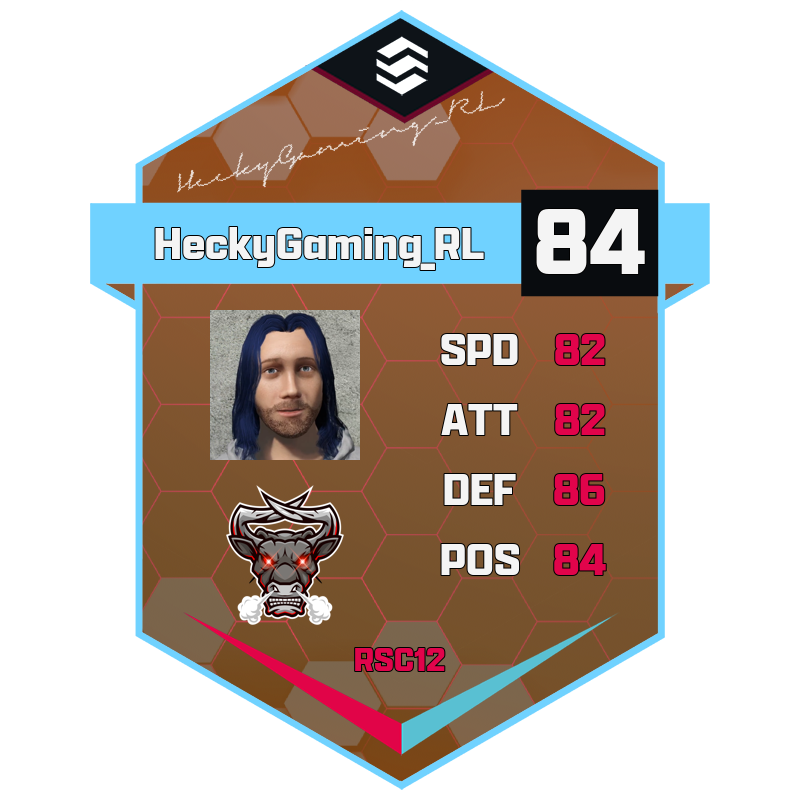 HeckyGaming_RL
HeckyGaming_RL 84
SPD 82
ATT 82
DEF 86
POS 84
RSC12